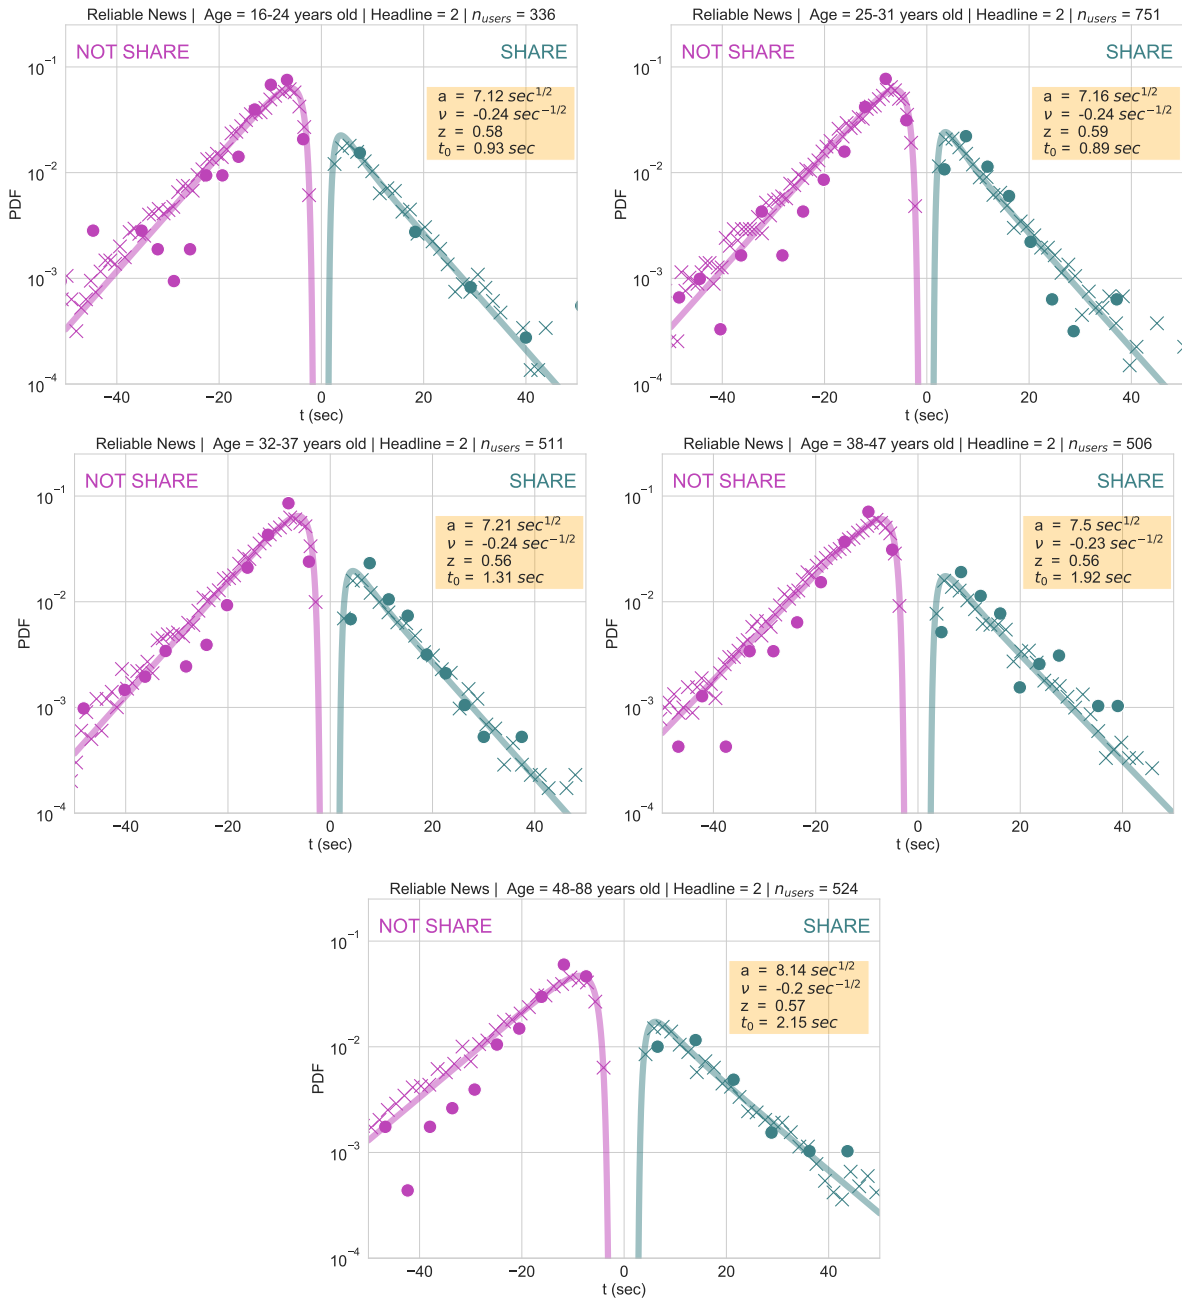 Reliable News | Age = 16-24 years old | Headline = 2 | n_users = 336
NOT SHARE
SHARE
a = 7.12 sec^1/2
ν = -0.24 sec^−1/2
z = 0.58
t_0 = 0.93 sec
PDF
10^−1
10^−2
10^−3
10^−4
−40 −20 0 20 40
t (sec)
Reliable News | Age = 25-31 years old | Headline = 2 | n_users = 751
NOT SHARE
SHARE
a = 7.16 sec^1/2
ν = -0.24 sec^−1/2
z = 0.59
t_0 = 0.89 sec
PDF
10^−1
10^−2
10^−3
10^−4
−40 −20 0 20 40
t (sec)
Reliable News | Age = 32-37 years old | Headline = 2 | n_users = 511
NOT SHARE
SHARE
a = 7.21 sec^1/2
ν = -0.24 sec^−1/2
z = 0.56
t_0 = 1.31 sec
PDF
10^−1
10^−2
10^−3
10^−4
−40 −20 0 20 40
t (sec)
Reliable News | Age = 38-47 years old | Headline = 2 | n_users = 506
NOT SHARE
SHARE
a = 7.5 sec^1/2
ν = -0.23 sec^−1/2
z = 0.56
t_0 = 1.92 sec
PDF
10^−1
10^−2
10^−3
10^−4
−40 −20 0 20 40
t (sec)
Reliable News | Age = 48-88 years old | Headline = 2 | n_users = 524
NOT SHARE
SHARE
a = 8.14 sec^1/2
ν = -0.2 sec^−1/2
z = 0.57
t_0 = 2.15 sec
PDF
10^−1
10^−2
10^−3
10^−4
−40 −20 0 20 40
t (sec)